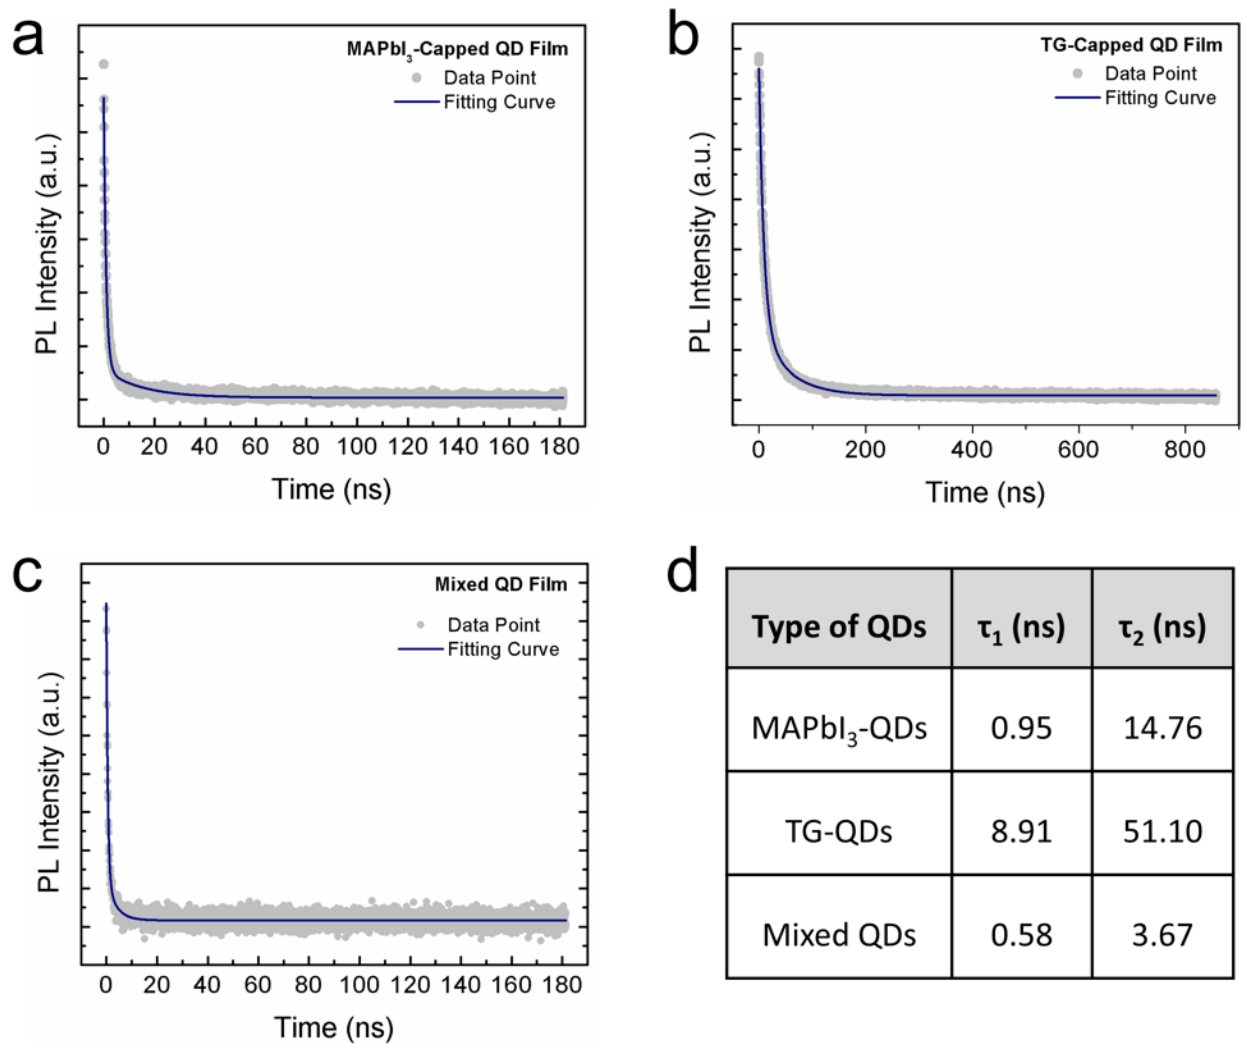 a
MAPbI₃-Capped QD Film
Data Point
Fitting Curve
PL Intensity (a.u.)
0 20 40 60 80 100 120 140 160 180
Time (ns)
b
TG-Capped QD Film
Data Point
Fitting Curve
PL Intensity (a.u.)
0 200 400 600 800
Time (ns)
c
Mixed QD Film
Data Point
Fitting Curve
PL Intensity (a.u.)
0 20 40 60 80 100 120 140 160 180
Time (ns)
d
Type of QDs τ₁ (ns) τ₂ (ns)
MAPbI₃-QDs 0.95 14.76
TG-QDs 8.91 51.10
Mixed QDs 0.58 3.67